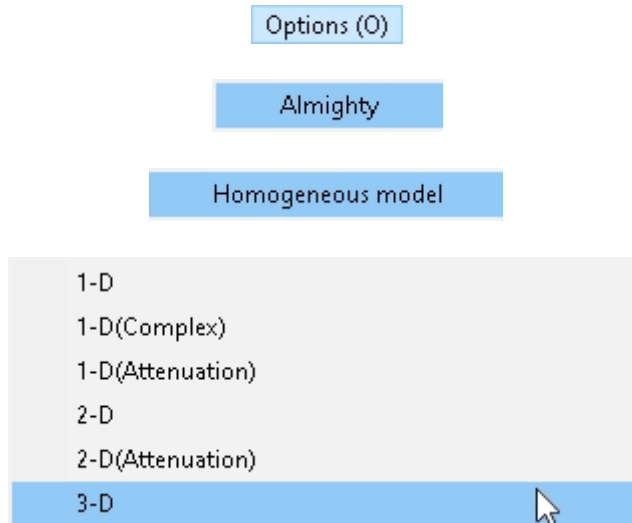 Options (O)
Almighty
Homogeneous model
1-D
1-D(Complex)
1-D(Attenuation)
2-D
2-D(Attenuation)
3-D